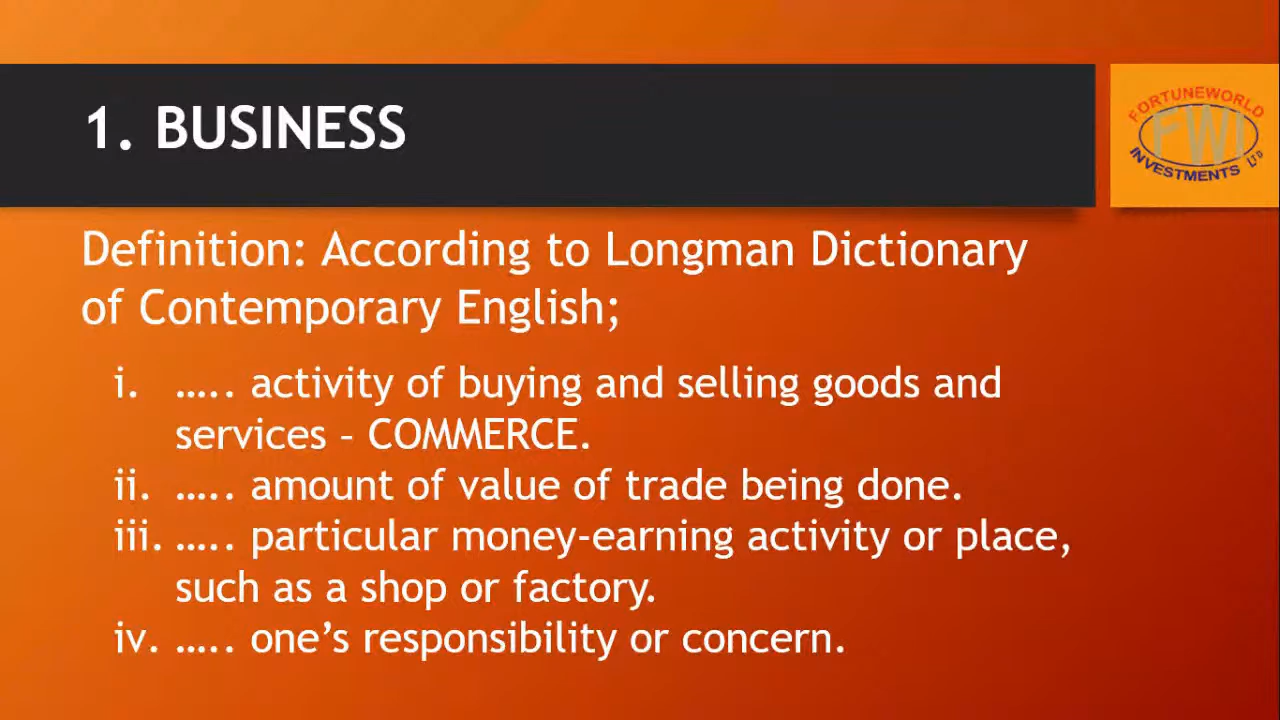 1. BUSINESS
FORTUNEWORLD
FWI
INVESTMENTS LTD
Definition: According to Longman Dictionary
of Contemporary English;
i. ….. activity of buying and selling goods and
services – COMMERCE.
ii. ….. amount of value of trade being done.
iii. ….. particular money-earning activity or place,
such as a shop or factory.
iv. ….. one’s responsibility or concern.